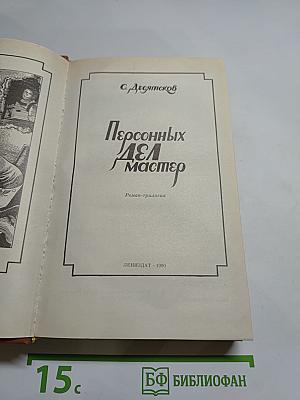 С. Десятсков
Персонных
ДЕЛ
мастер
Роман-трилогия
ЛЕНИЗДАТ · 1990
15с
БФ БИБЛИОФАН